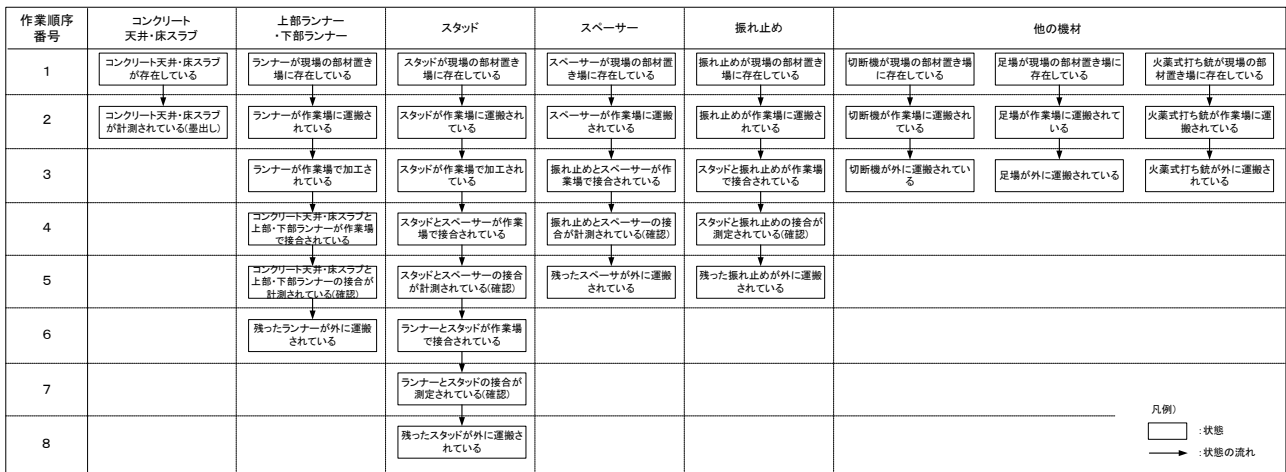 作業順序
番号
コンクリート
天井・床スラブ
上部ランナー
・下部ランナー
スタッド
スペーサー
振れ止め
他の機材
1
コンクリート天井・床スラブ
が存在している
ランナーが現場の部材置き
場に存在している
スタッドが現場の部材置き
場に存在している
スペーサーが現場の部材置
き場に存在している
振れ止めが現場の部材置き
場に存在している
切断機が現場の部材置き場
に存在している
足場が現場の部材置き場に
存在している
火薬式打ち銃が現場の部
材置き場に存在している
2
コンクリート天井・床スラブ
が計測されている(墨出し)
ランナーが作業場に運搬
されている
スタッドが作業場に運搬さ
れている
スペーサーが作業場に運搬
されている
振れ止めが作業場に運搬さ
れている
切断機が作業場に運搬され
ている
足場が作業場に運搬されて
いる
火薬式打ち銃が作業場に運
搬されている
3
ランナーが作業場で加工さ
れている
スタッドが作業場で加工され
ている
振れ止めとスペーサーが作
業場で接合されている
スタッドと振れ止めが作業場
で接合されている
切断機が外に運搬されてい
る
足場が外に運搬されている
火薬式打ち銃が外に運搬さ
れている
4
コンクリート天井・床スラブと
上部・下部ランナーが作業場
で接合されている
スタッドとスペーサーが作業
場で接合されている
振れ止めとスペーサーの接
合が計測されている(確認)
スタッドと振れ止めの接合が
測定されている(確認)
5
コンクリート天井・床スラブと
上部・下部ランナーの接合が
計測されている(確認)
スタッドとスペーサーの接合
が計測されている(確認)
残ったスペーサが外に運搬
されている
残った振れ止めが外に運搬
されている
6
残ったランナーが外に運搬
されている
ランナーとスタッドが作業場
で接合されている
7
ランナーとスタッドの接合が
測定されている(確認)
8
残ったスタッドが外に運搬さ
れている
凡例)
:状態
:状態の流れ